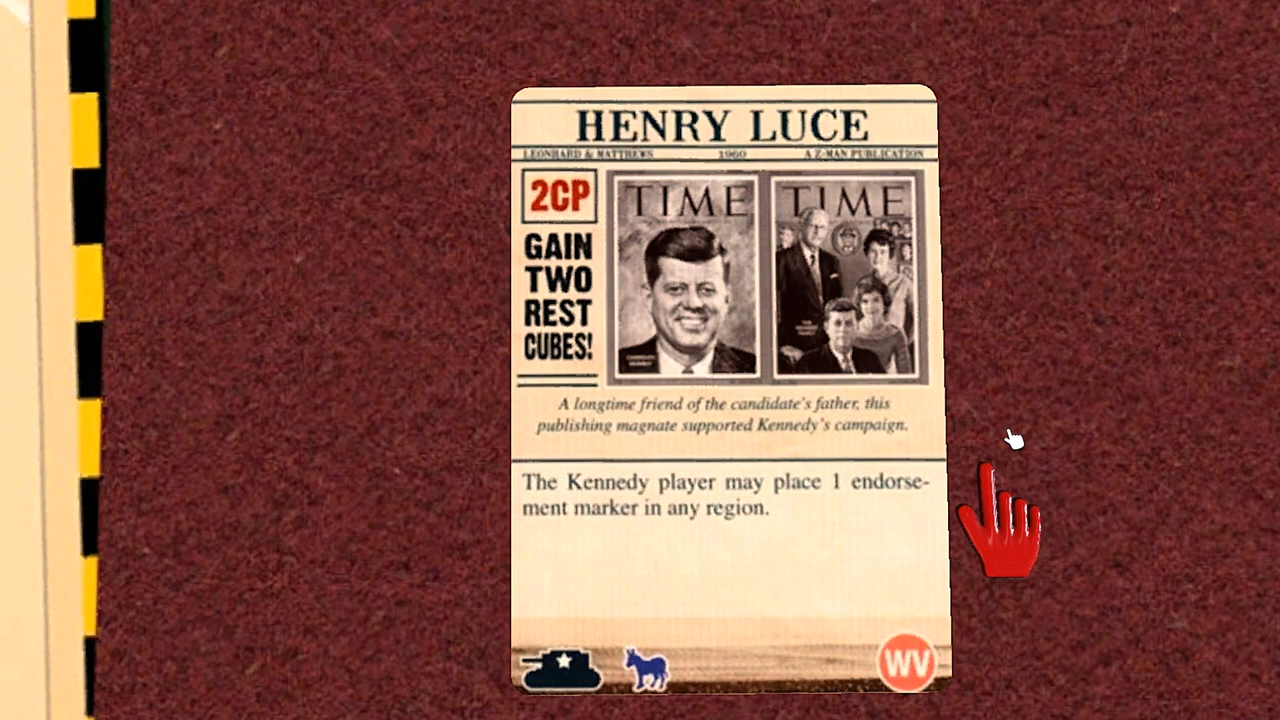 HENRY LUCE
LEONHARD & MATTHEWS 1960 A Z-MAN PUBLICATION
2CP
GAIN
TWO
REST
CUBES!
TIME
TIME
A longtime friend of the candidate's father, this
publishing magnate supported Kennedy's campaign.
The Kennedy player may place 1 endorse-
ment marker in any region.
WV